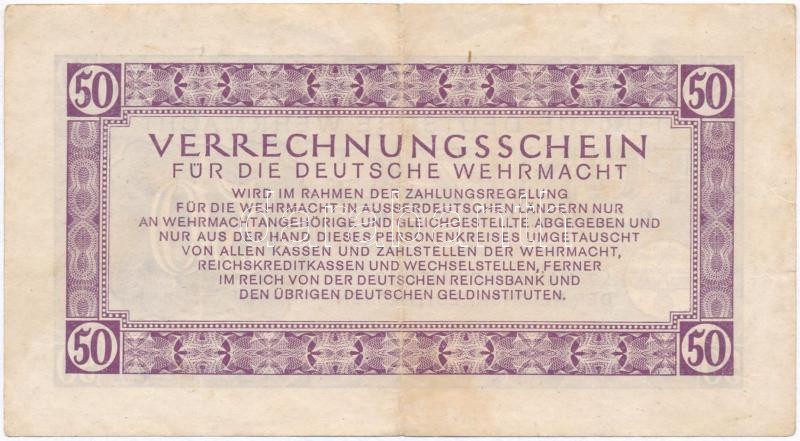 50 50
VERRECHNUNGSSCHEIN
FÜR DIE DEUTSCHE WEHRMACHT
WIRD IM RAHMEN DER ZAHLUNGSREGELUNG
FÜR DIE WEHRMACHT IN AUSSERDEUTSCHEN LÄNDERN NUR
AN WEHRMACHTANGEHÖRIGE UND GLEICHGESTELLTE ABGEGEBEN UND
NUR AUS DER HAND DIESES PERSONENKREISES UMGETAUSCHT
VON ALLEN KASSEN UND ZAHLSTELLEN DER WEHRMACHT,
REICHSKREDITKASSEN UND WECHSELSTELLEN, FERNER
IM REICH VON DER DEUTSCHEN REICHSBANK UND
DEN ÜBRIGEN DEUTSCHEN GELDINSTITUTEN.
50 50